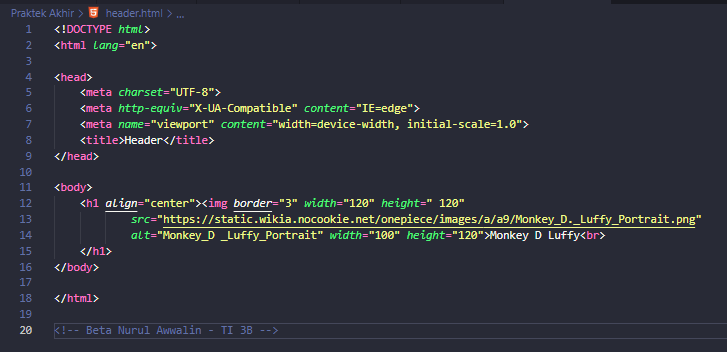 Praktek Akhir > header.html > ...
1 <!DOCTYPE html>
2 <html lang="en">
3
4 <head>
5 <meta charset="UTF-8">
6 <meta http-equiv="X-UA-Compatible" content="IE=edge">
7 <meta name="viewport" content="width=device-width, initial-scale=1.0">
8 <title>Header</title>
9 </head>
10
11 <body>
12 <h1 align="center"><img border="3" width="120" height=" 120"
13 src="https://static.wikia.nocookie.net/onepiece/images/a/a9/Monkey_D._Luffy_Portrait.png"
14 alt="Monkey_D _Luffy_Portrait" width="100" height="120">Monkey D Luffy<br>
15 </h1>
16 </body>
17
18 </html>
19
20 <!-- Beta Nurul Awwalin - TI 3B -->